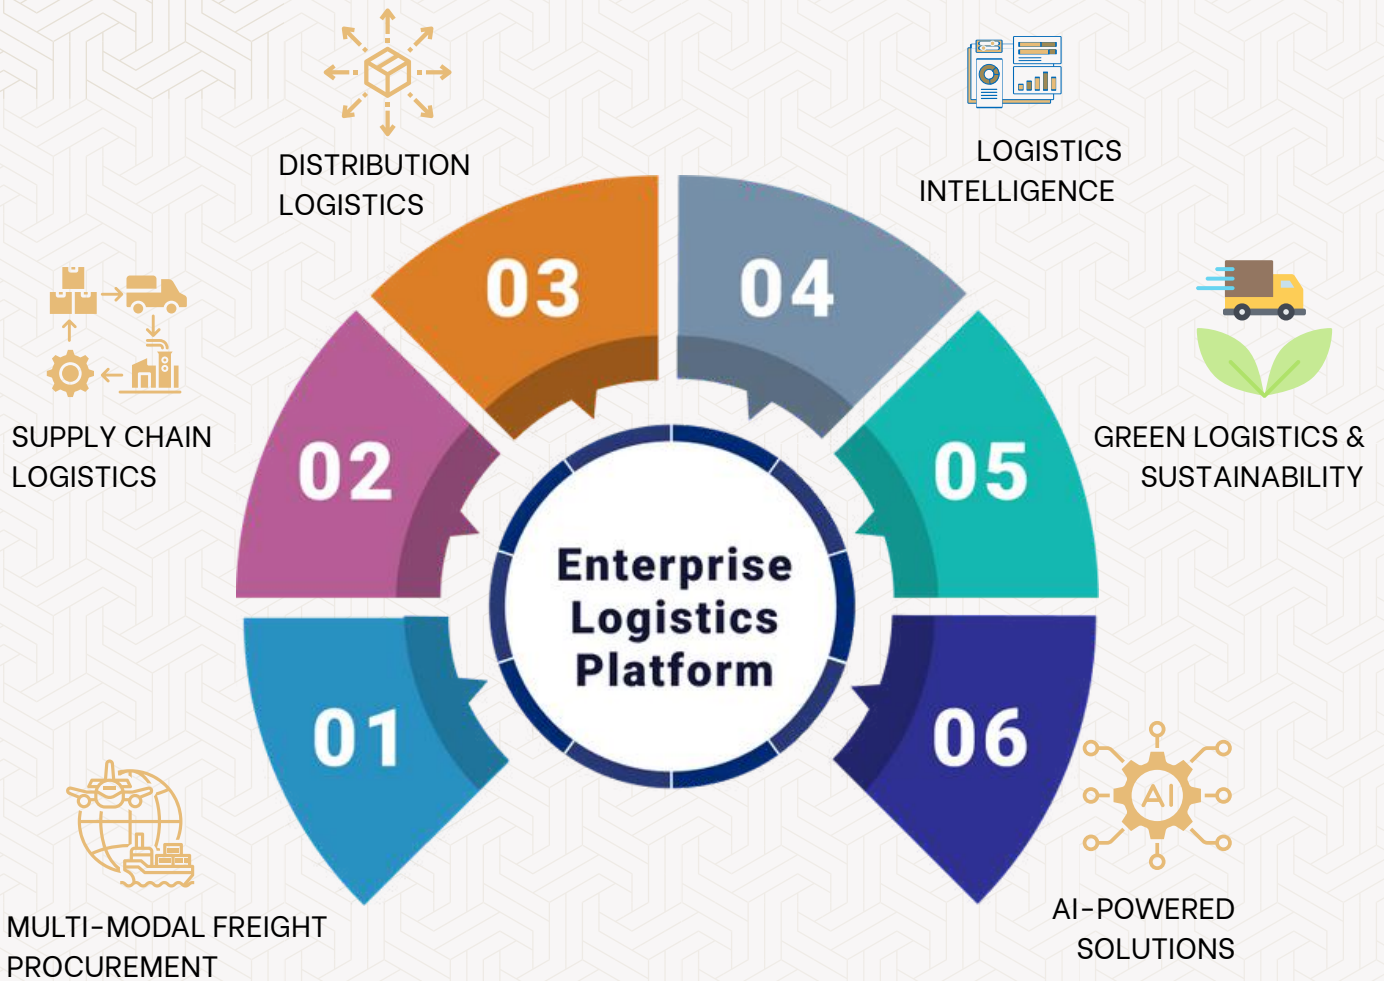 DISTRIBUTION
LOGISTICS
LOGISTICS
INTELLIGENCE
03
04
SUPPLY CHAIN
LOGISTICS
02
05
GREEN LOGISTICS &
SUSTAINABILITY
Enterprise
Logistics
Platform
01
06
AI
MULTI-MODAL FREIGHT
PROCUREMENT
AI-POWERED
SOLUTIONS